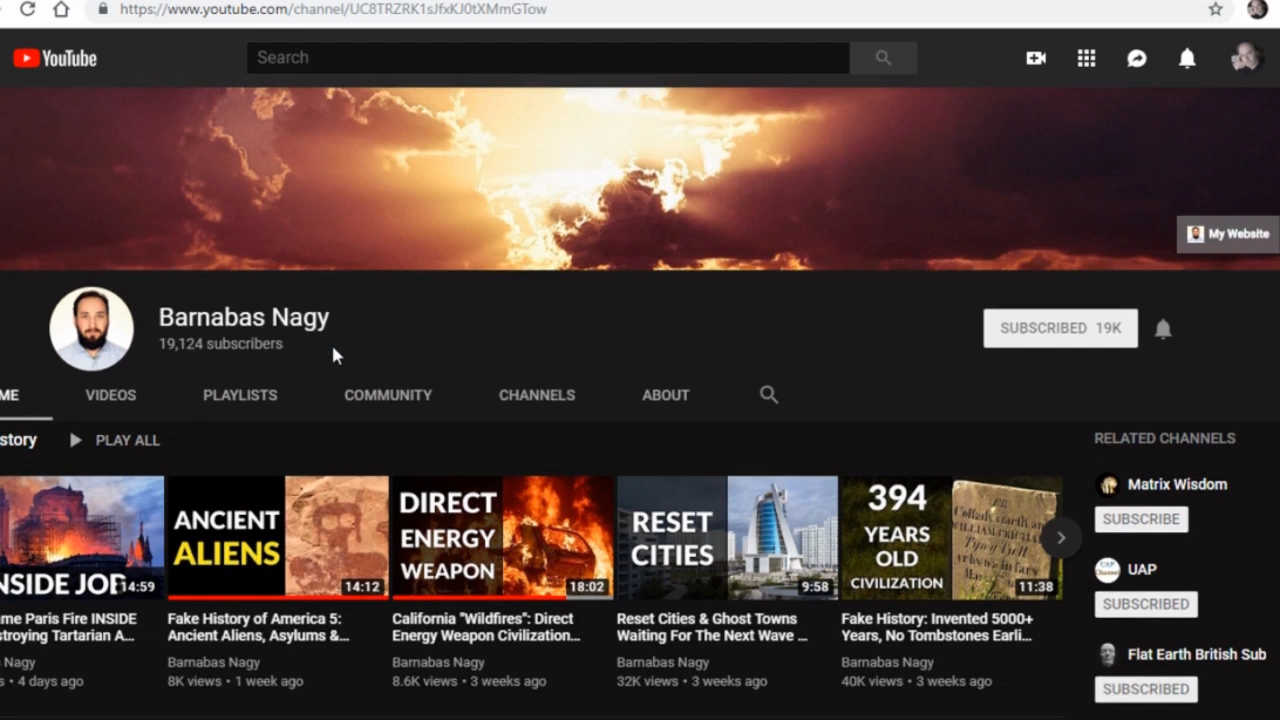 https://www.youtube.com/channel/UC8TRZRK1sJfxKJ0tXMmGTow
YouTube
Search
My Website
Barnabas Nagy
19,124 subscribers
SUBSCRIBED 19K
ME VIDEOS PLAYLISTS COMMUNITY CHANNELS ABOUT
story PLAY ALL
RELATED CHANNELS
NSIDE JOB
14:59
me Paris Fire INSIDE
stroying Tartarian A...
Nagy
s • 4 days ago
ANCIENT
ALIENS
14:12
Fake History of America 5:
Ancient Aliens, Asylums &...
Barnabas Nagy
8K views • 1 week ago
DIRECT
ENERGY
WEAPON
18:02
California "Wildfires": Direct
Energy Weapon Civilization...
Barnabas Nagy
8.6K views • 3 weeks ago
RESET
CITIES
9:58
Reset Cities & Ghost Towns
Waiting For The Next Wave ...
Barnabas Nagy
32K views • 3 weeks ago
394
YEARS
OLD
CIVILIZATION
11:38
Fake History: Invented 5000+
Years, No Tombstones Earli...
Barnabas Nagy
40K views • 3 weeks ago
Matrix Wisdom
SUBSCRIBE
UAP
SUBSCRIBED
Flat Earth British Sub
SUBSCRIBED